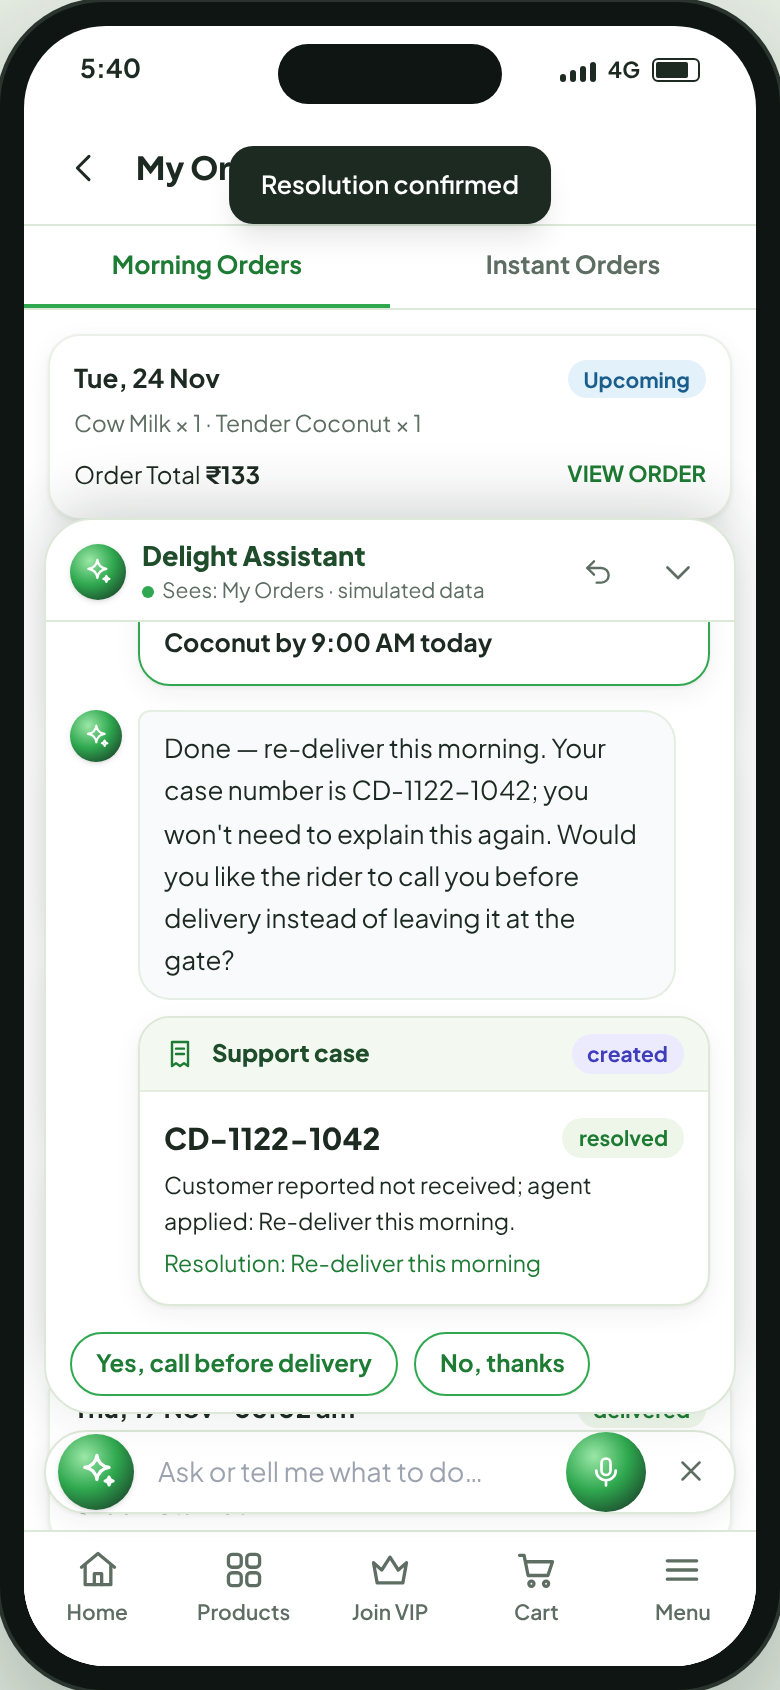 5:40
4G
My Or
Resolution confirmed
Morning Orders
Instant Orders
Tue, 24 Nov
Upcoming
Cow Milk × 1 · Tender Coconut × 1
Order Total ₹133
VIEW ORDER
Delight Assistant
Sees: My Orders · simulated data
Coconut by 9:00 AM today
Done — re-deliver this morning. Your
case number is CD-1122-1042; you
won't need to explain this again. Would
you like the rider to call you before
delivery instead of leaving it at the
gate?
Support case
created
CD-1122-1042
resolved
Customer reported not received; agent
applied: Re-deliver this morning.
Resolution: Re-deliver this morning
Yes, call before delivery
No, thanks
delivered
Ask or tell me what to do...
Home
Products
Join VIP
Cart
Menu